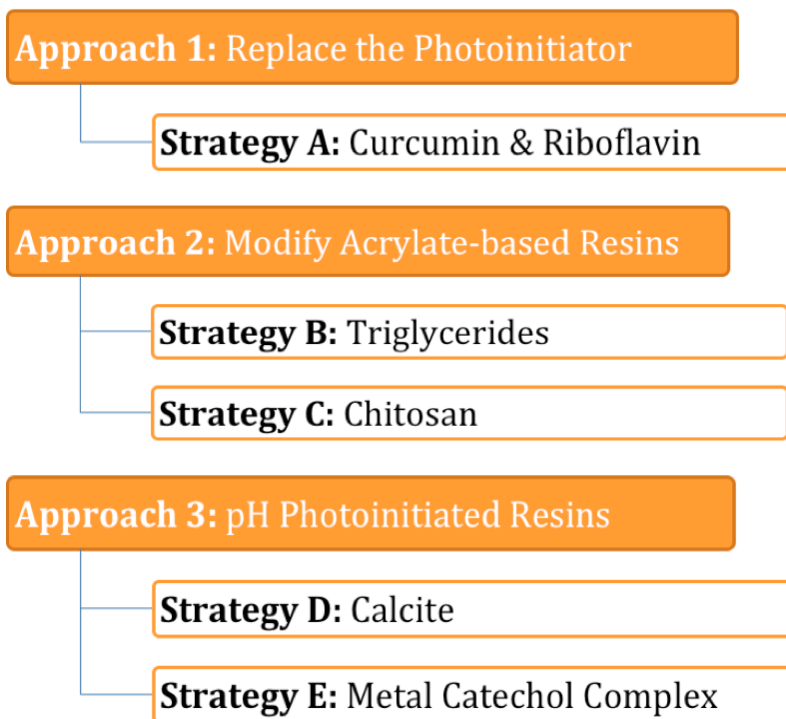 Approach 1: Replace the Photoinitiator
Strategy A: Curcumin & Riboflavin
Approach 2: Modify Acrylate-based Resins
Strategy B: Triglycerides
Strategy C: Chitosan
Approach 3: pH Photoinitiated Resins
Strategy D: Calcite
Strategy E: Metal Catechol Complex